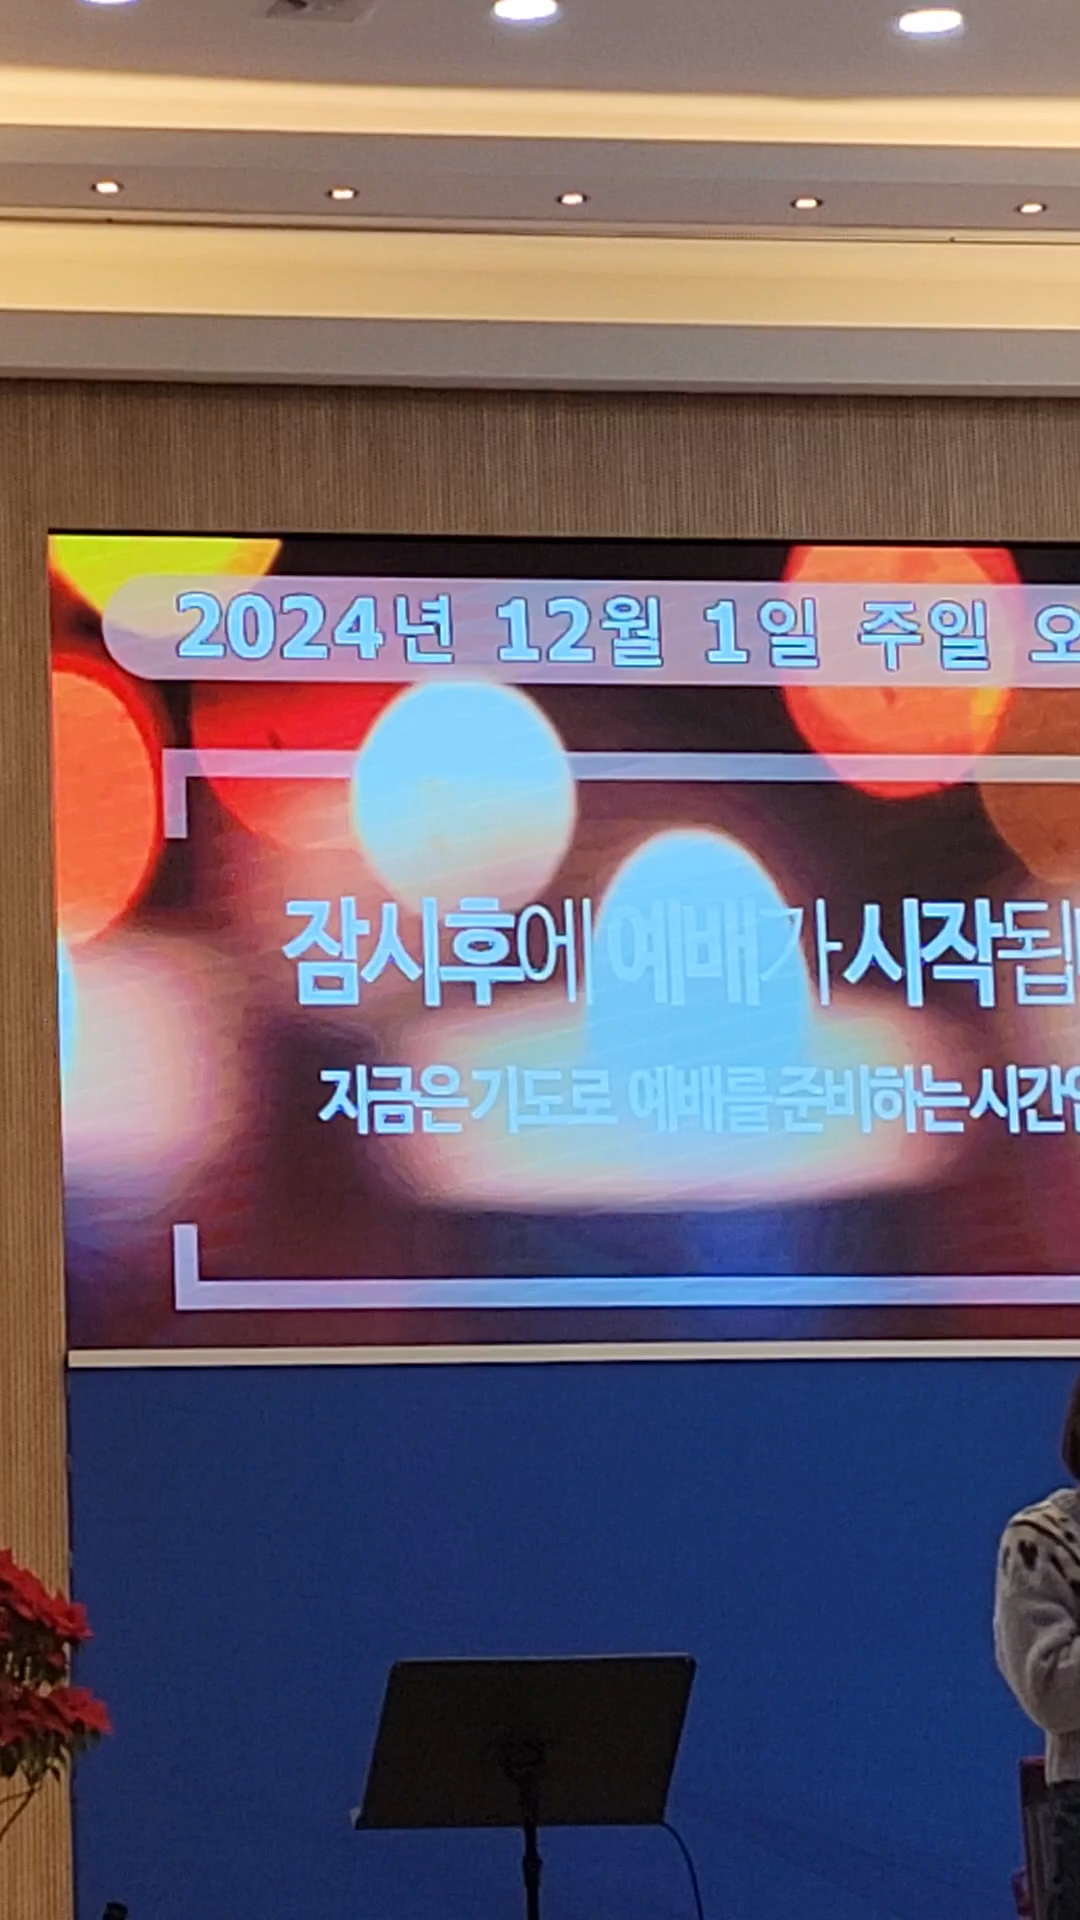 2024년 12월 1일 주일 오
잠시후에 예배가 시작됩
지금은 기도로 예배를 준비하는 시간